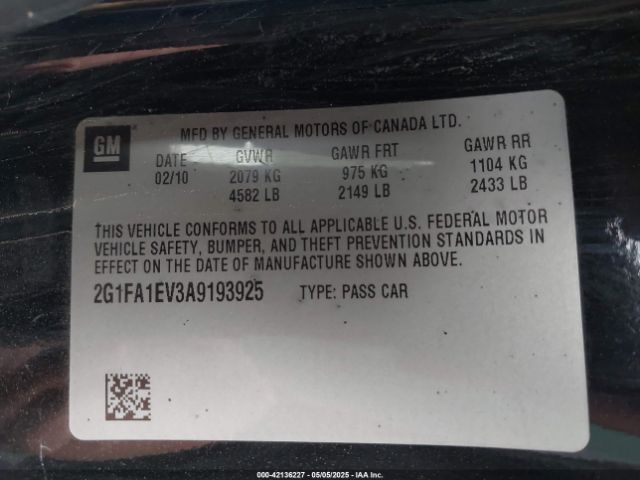 GM
MFD BY GENERAL MOTORS OF CANADA LTD.
DATE GVWR GAWR FRT GAWR RR
02/10 2079 KG 975 KG 1104 KG
4582 LB 2149 LB 2433 LB
THIS VEHICLE CONFORMS TO ALL APPLICABLE U.S. FEDERAL MOTOR
VEHICLE SAFETY, BUMPER, AND THEFT PREVENTION STANDARDS IN
EFFECT ON THE DATE OF MANUFACTURE SHOWN ABOVE.
2G1FA1EV3A9193925 TYPE: PASS CAR
000-42136227 - 05/05/2025 - IAA Inc.